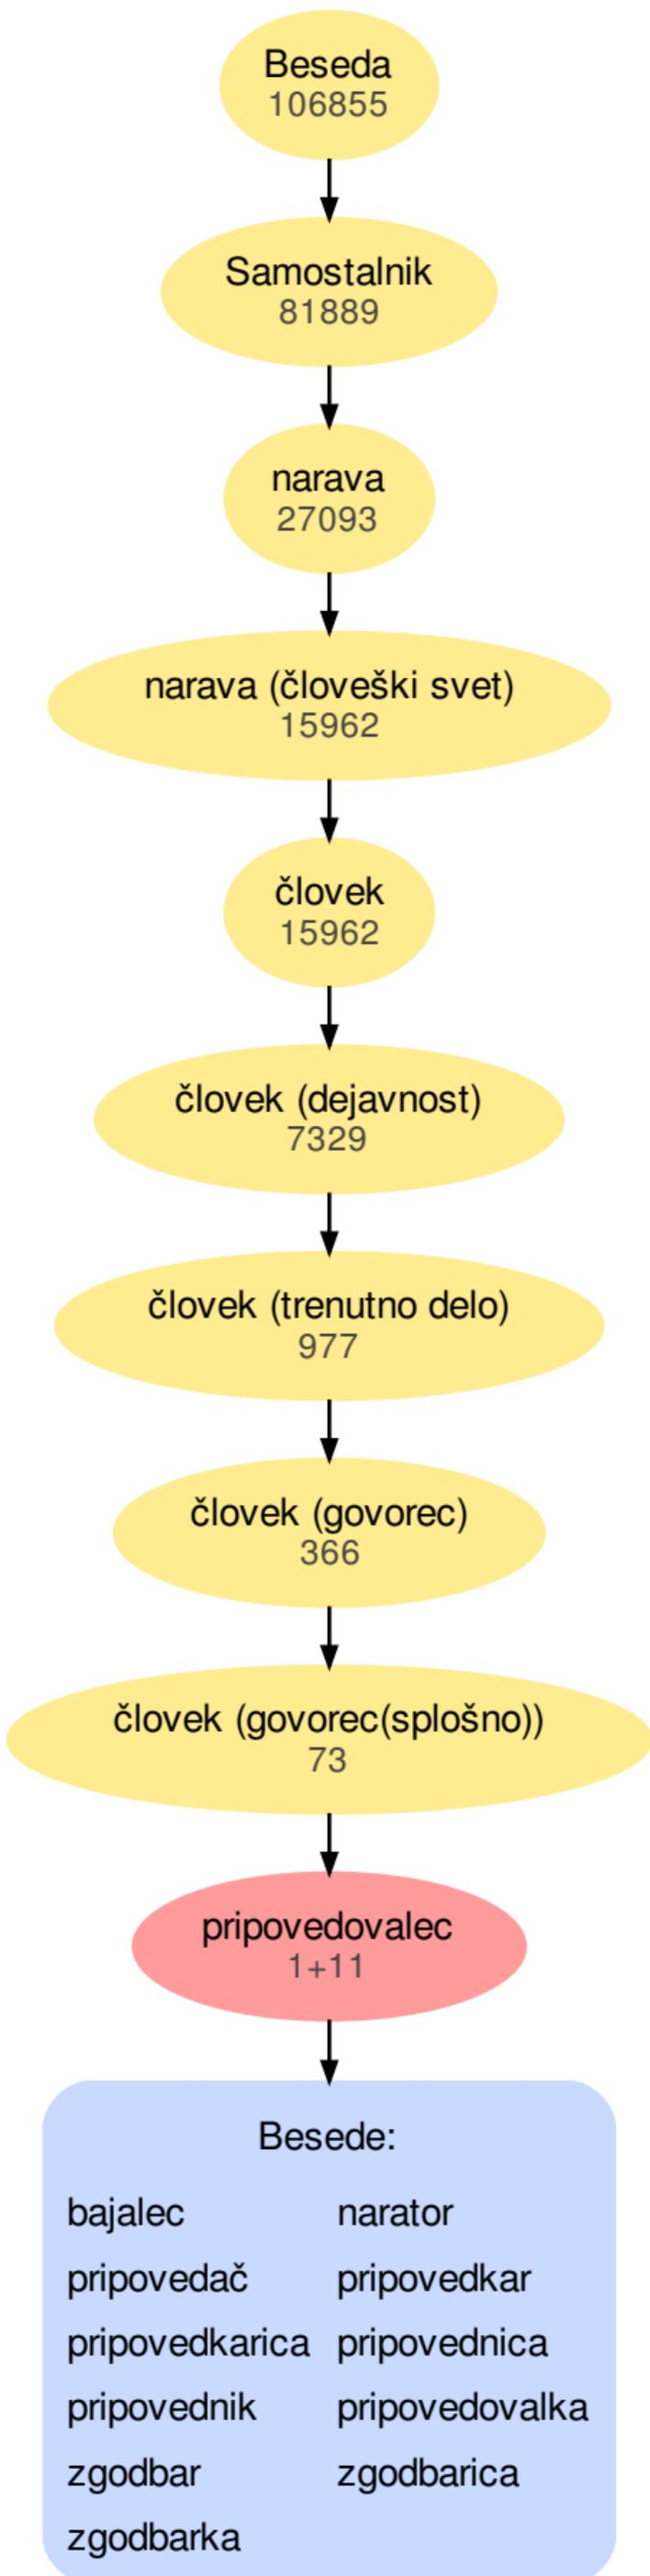 Beseda
106855
Samostalnik
81889
narava
27093
narava (človeški svet)
15962
človek
15962
človek (dejavnost)
7329
človek (trenutno delo)
977
človek (govorec)
366
človek (govorec(splošno))
73
pripovedovalec
1+11
Besede:
bajalec narator
pripovedač pripovedkar
pripovedkarica pripovednica
pripovednik pripovedovalka
zgodbar zgodbarica
zgodbarka